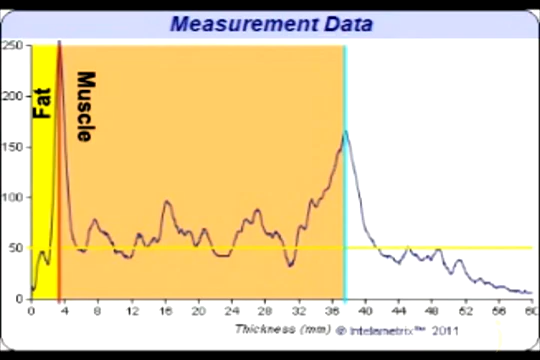 Measurement Data
250
200
150
100
50
0
Fat
Muscle
0 4 8 12 16 20 24 28 32 36 40 44 48 52 56 60
Thickness (mm) © Intelametrix™ 2011